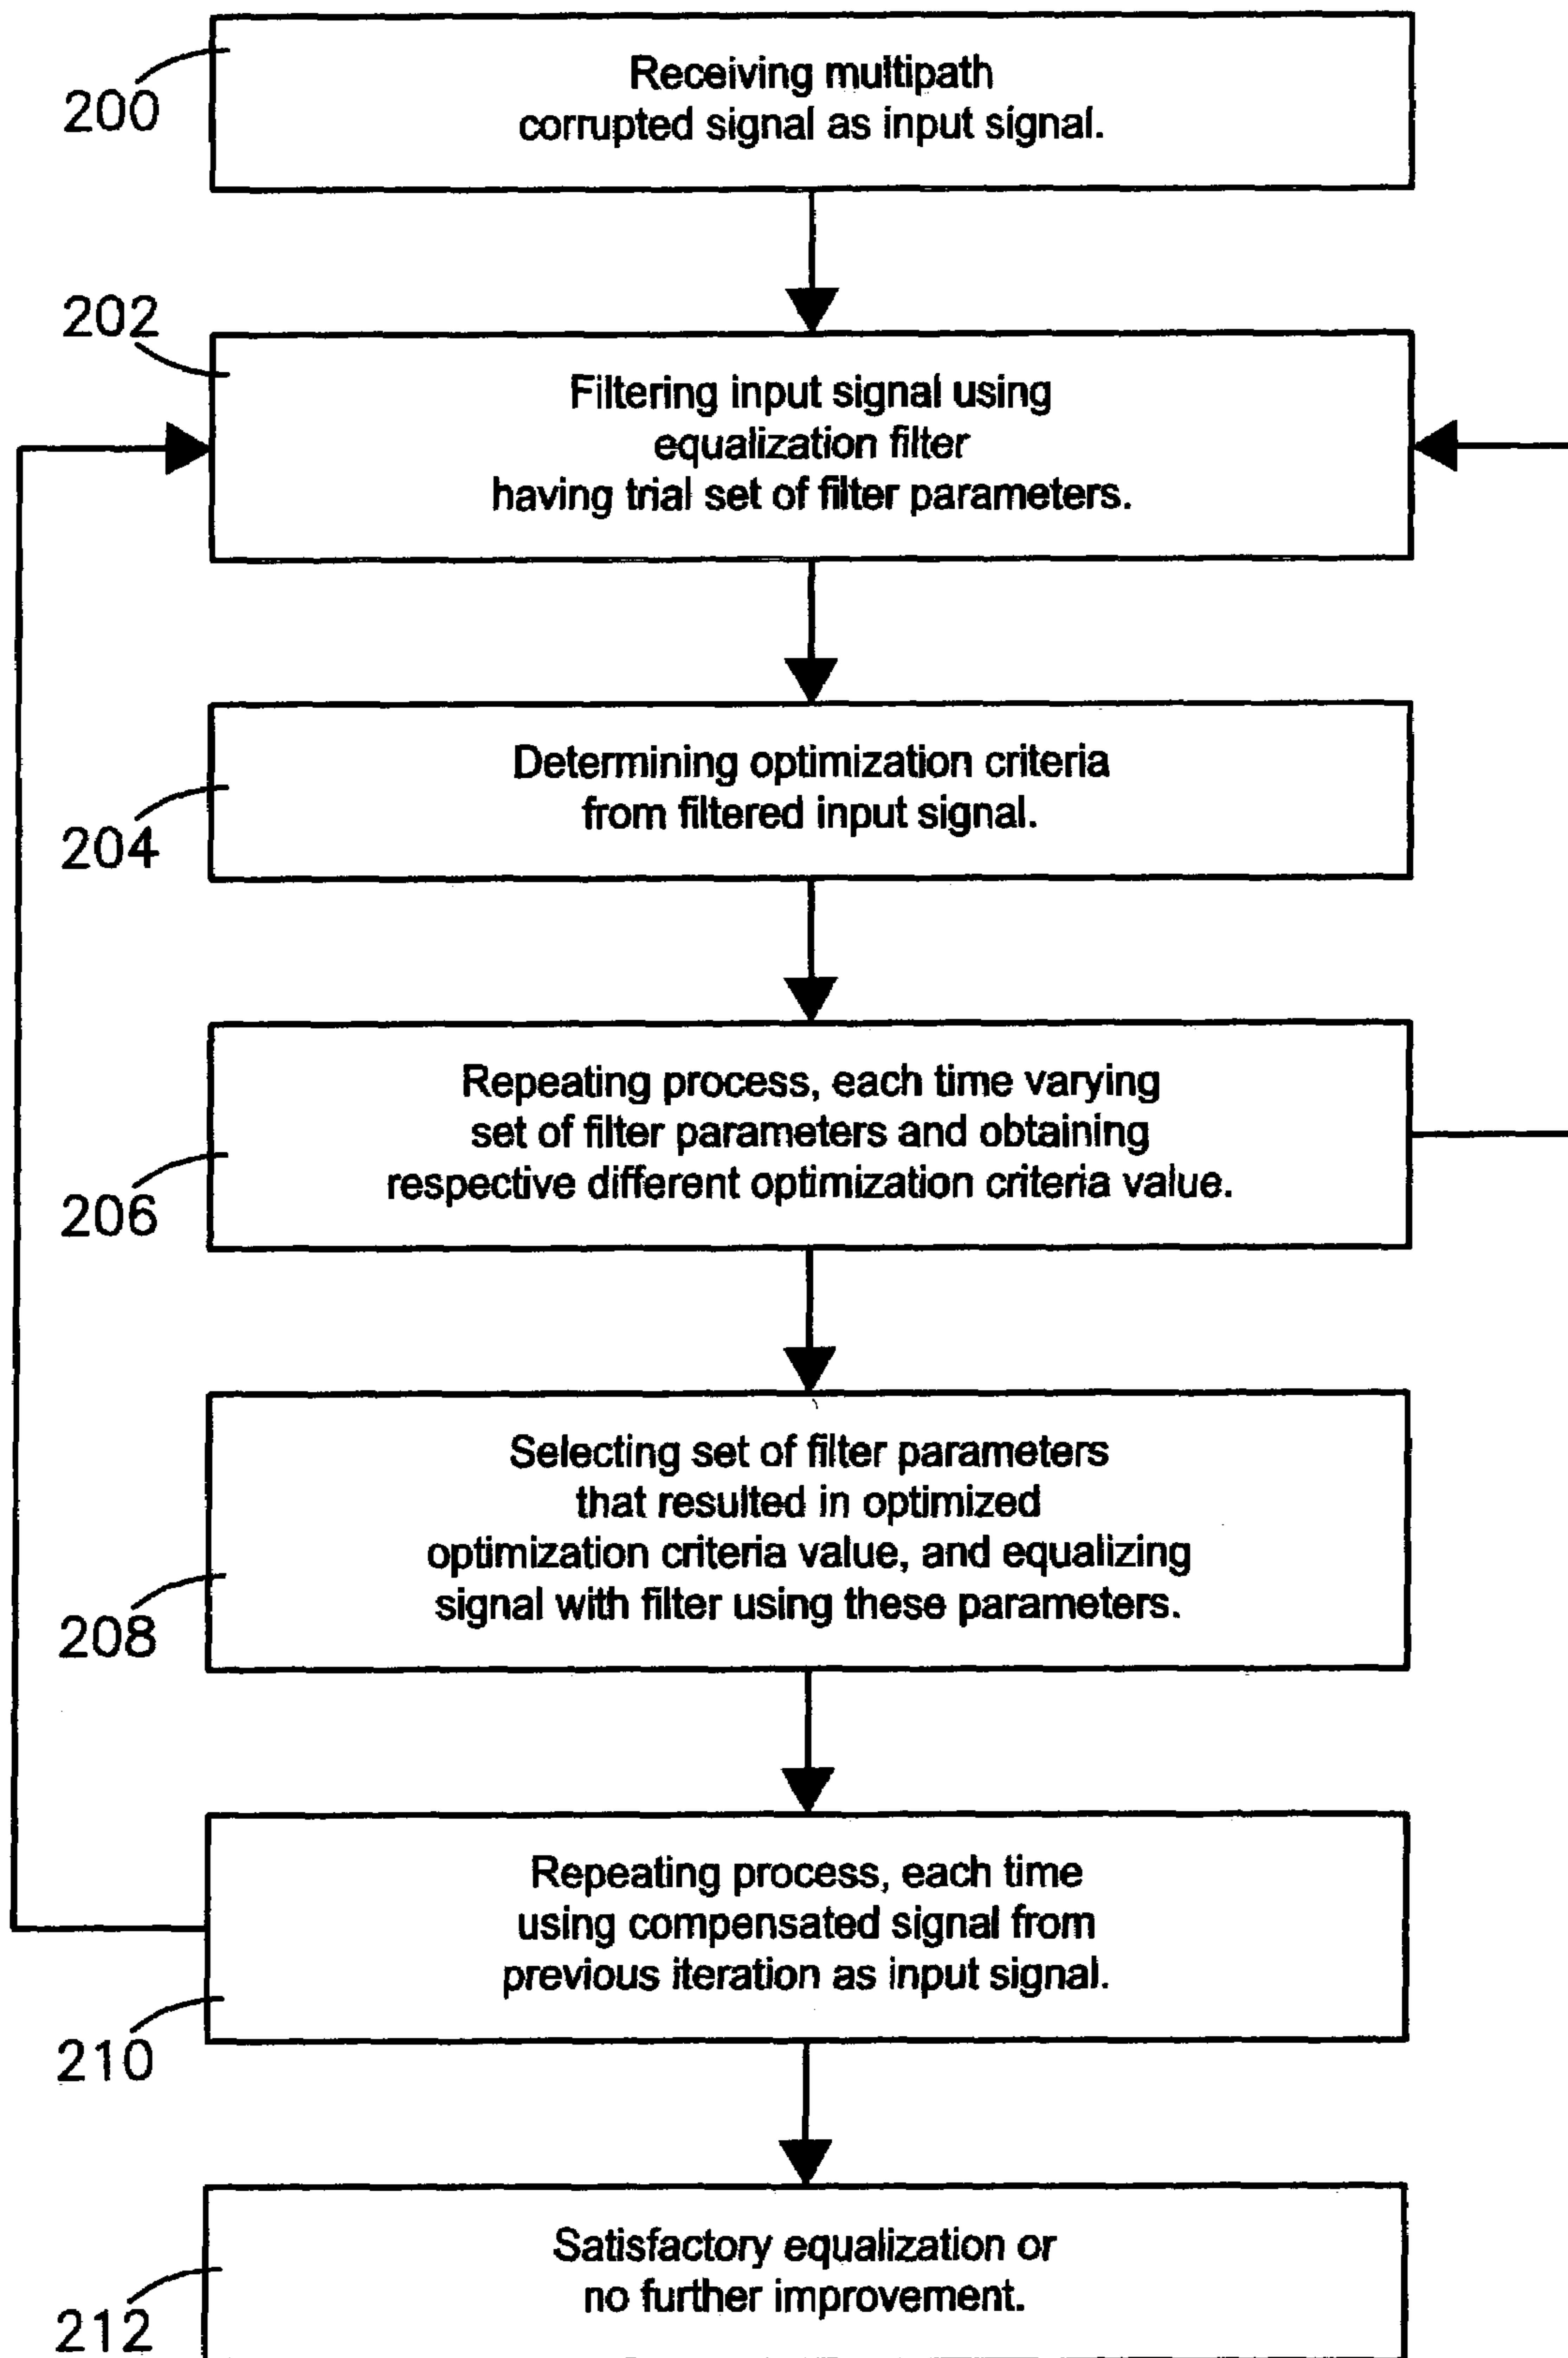 200
Receiving multipath
corrupted signal as input signal.
202
Filtering input signal using
equalization filter
having trial set of filter parameters.
204
Determining optimization criteria
from filtered input signal.
206
Repeating process, each time varying
set of filter parameters and obtaining
respective different optimization criteria value.
208
Selecting set of filter parameters
that resulted in optimized
optimization criteria value, and equalizing
signal with filter using these parameters.
210
Repeating process, each time
using compensated signal from
previous iteration as input signal.
212
Satisfactory equalization or
no further improvement.